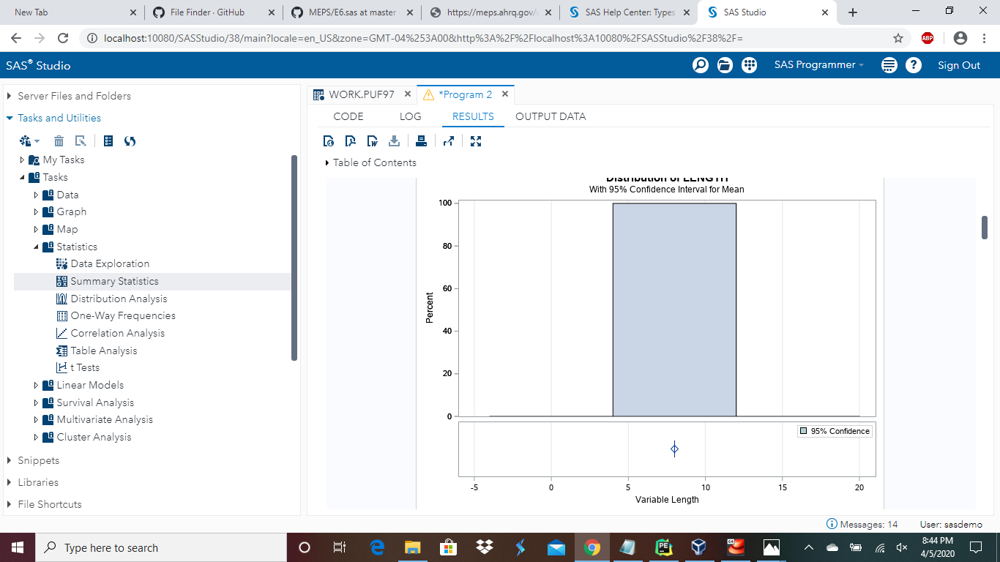 New Tab
File Finder · GitHub
MEPS/E6.sas at master
https://meps.ahrq.gov/
SAS Help Center: Types
SAS Studio
localhost:10080/SASStudio/38/main?locale=en_US&zone=GMT-04%253A00&http%3A%2F%2Flocalhost%3A10080%2FSASStudio%2F38%2F=
ABP
SAS® Studio
SAS Programmer
Sign Out
Server Files and Folders
Tasks and Utilities
My Tasks
Tasks
Data
Graph
Map
Statistics
Data Exploration
Summary Statistics
Distribution Analysis
One-Way Frequencies
Correlation Analysis
Table Analysis
t Tests
Linear Models
Survival Analysis
Multivariate Analysis
Cluster Analysis
Snippets
Libraries
File Shortcuts
WORK.PUF97
*Program 2
CODE LOG RESULTS OUTPUT DATA
Table of Contents
Distribution of LENGTH
With 95% Confidence Interval for Mean
100
80
60
40
20
0
Percent
95% Confidence
-5 0 5 10 15 20
Variable Length
Messages: 14
User: sasdemo
Type here to search
8:44 PM
4/5/2020